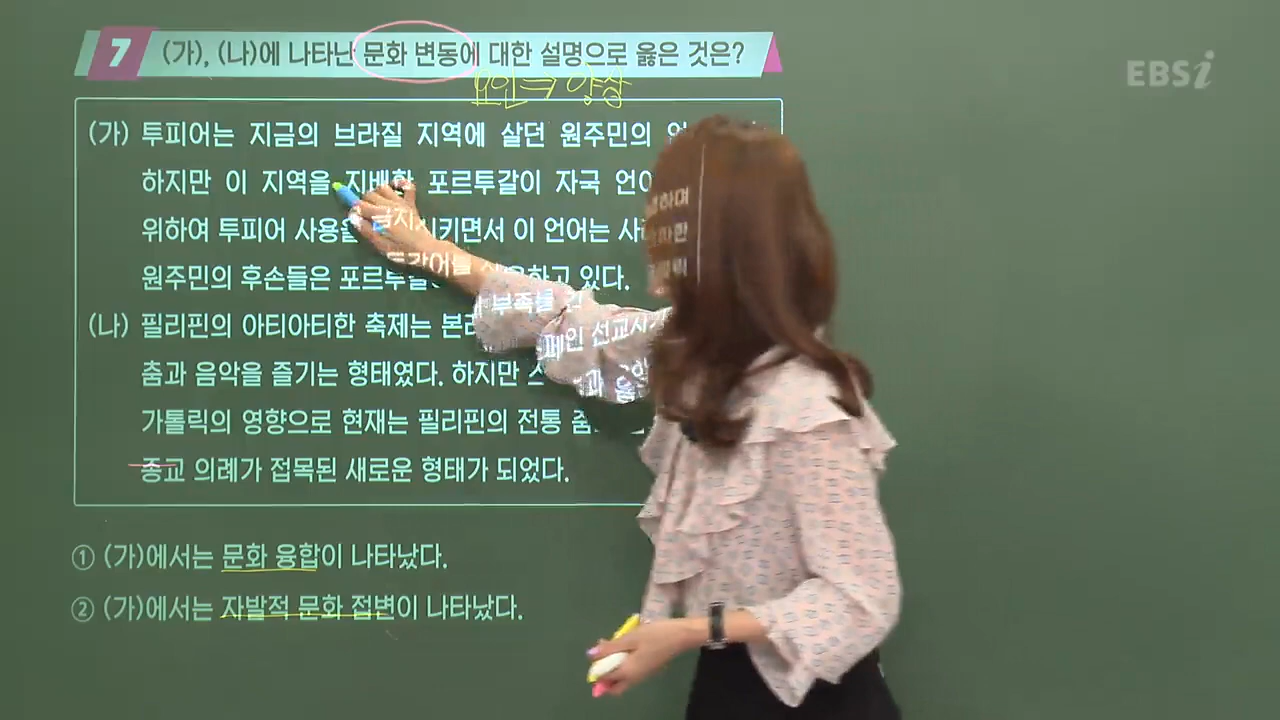 7 (가), (나)에 나타난 문화 변동에 대한 설명으로 옳은 것은?
EBSi
요인 ⇒ 양상
(가) 투피어는 지금의 브라질 지역에 살던 원주민의
하지만 이 지역을 지배한 포르투갈이 자국
위하여 투피어 사용을 금지시키면서 이 언어는
원주민의 후손들은 포르투갈어를 사용하고 있다.
(나) 필리핀의 아티아티한 축제는
춤과 음악을 즐기는 형태였다. 하지만 스페인 선교사
가톨릭의 영향으로 현재는 필리핀의 전통
종교 의례가 접목된 새로운 형태가 되었다.
① (가)에서는 문화 융합이 나타났다.
② (가)에서는 자발적 문화 접변이 나타났다.